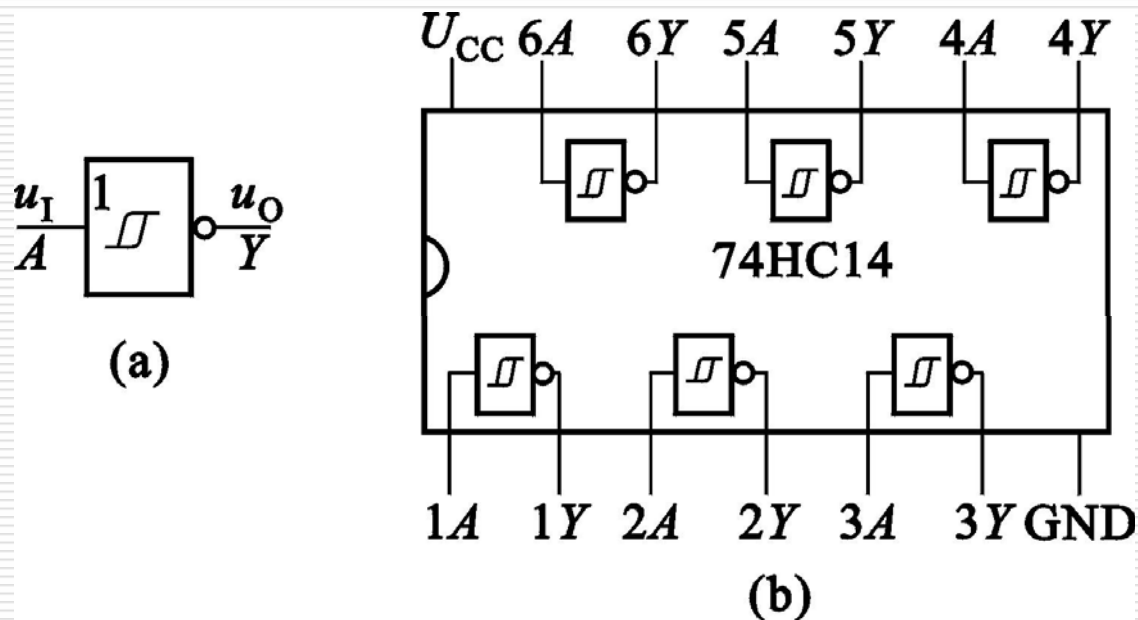 U_CC 6A 6Y 5A 5Y 4A 4Y
u_I 1 u_O
A Y
(a)
74HC14
1A 1Y 2A 2Y 3A 3Y GND
(b)